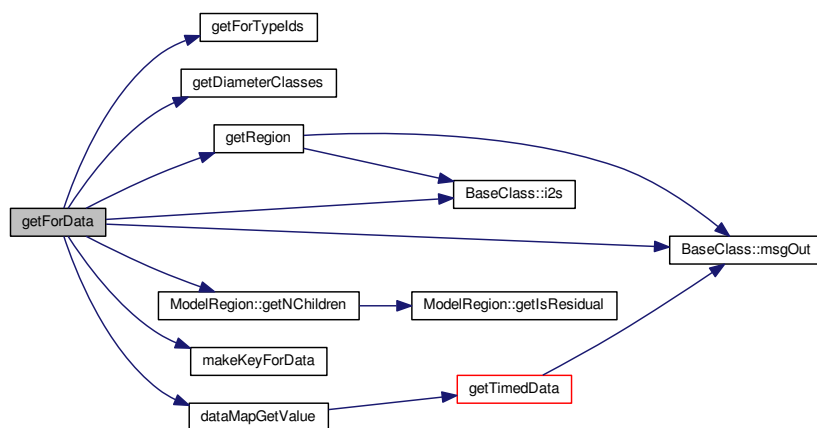 getForTypeIds
getDiameterClasses
getRegion
BaseClass::i2s
getForData
BaseClass::msgOut
ModelRegion::getNChildren
ModelRegion::getIsResidual
makeKeyForData
getTimedData
dataMapGetValue